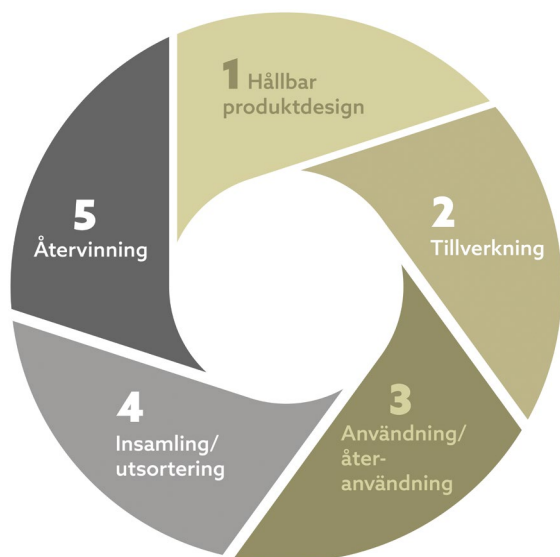 1 Hållbar
produktdesign
2
Tillverkning
3
Användning/
åter-
användning
4
Insamling/
utsortering
5
Återvinning